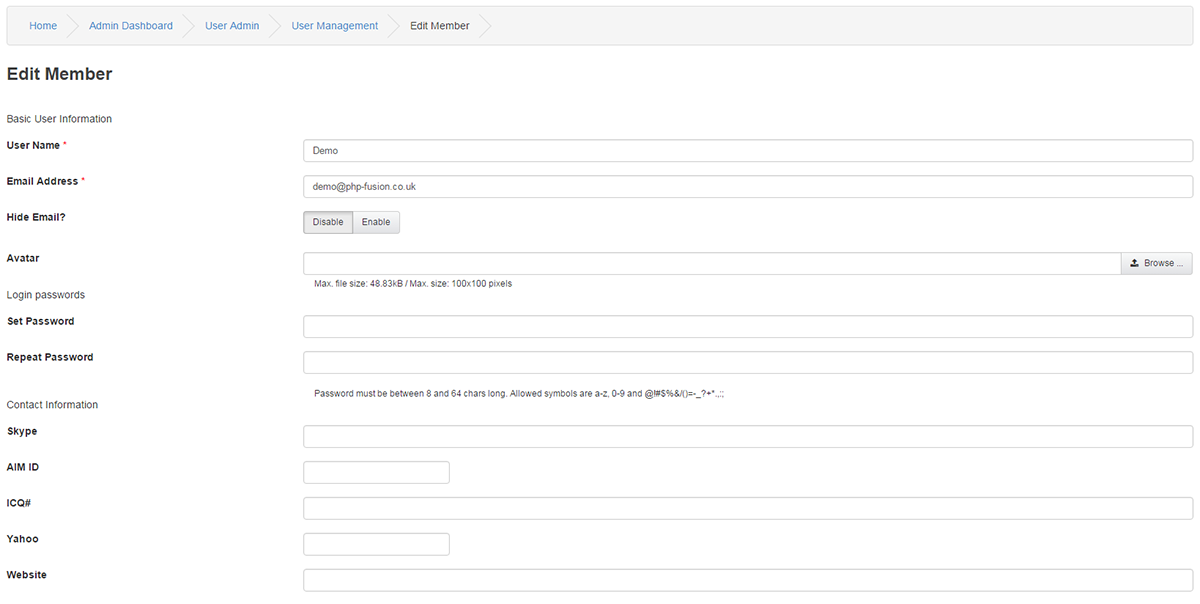 Home Admin Dashboard User Admin User Management Edit Member
Edit Member
Basic User Information
User Name *
Demo
Email Address *
demo@php-fusion.co.uk
Hide Email?
Disable Enable
Avatar
Browse ...
Max. file size: 48.83kB / Max. size: 100x100 pixels
Login passwords
Set Password
Repeat Password
Password must be between 8 and 64 chars long. Allowed symbols are a-z, 0-9 and @!#$%&/()=-_?+*.,:;
Contact Information
Skype
AIM ID
ICQ#
Yahoo
Website